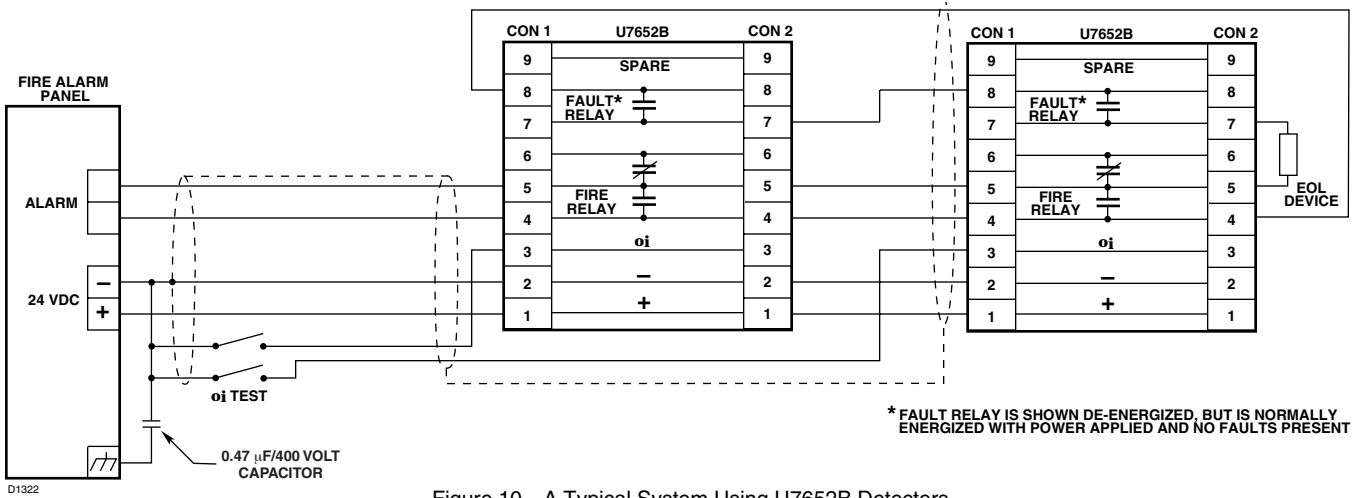 CON 1 U7652B CON 2
9 SPARE 9
8 FAULT* 8
7 RELAY 7
6 6
5 FIRE 5
4 RELAY 4
3 oi 3
2 – 2
1 + 1
CON 1 U7652B CON 2
9 SPARE 9
8 FAULT* 8
7 RELAY 7
6 6
5 FIRE 5
4 RELAY 4
3 oi 3
2 – 2
1 + 1
EOL
DEVICE
FIRE ALARM
PANEL
ALARM
24 VDC
–
+
oi TEST
0.47 µF/400 VOLT
CAPACITOR
* FAULT RELAY IS SHOWN DE-ENERGIZED, BUT IS NORMALLY
ENERGIZED WITH POWER APPLIED AND NO FAULTS PRESENT
D1322
Figure 10—A Typical System Using U7652B Detectors